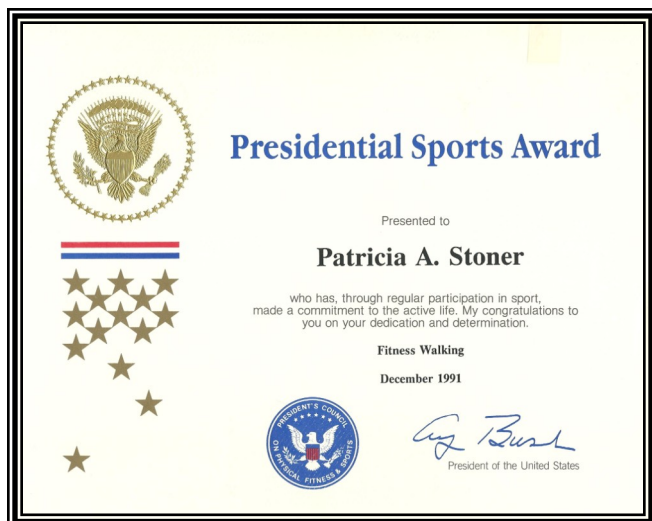 Presidential Sports Award
Presented to
Patricia A. Stoner
who has, through regular participation in sport,
made a commitment to the active life. My congratulations to
you on your dedication and determination.
Fitness Walking
December 1991
PRESIDENT'S COUNCIL
ON PHYSICAL FITNESS & SPORTS
Bush
President of the United States